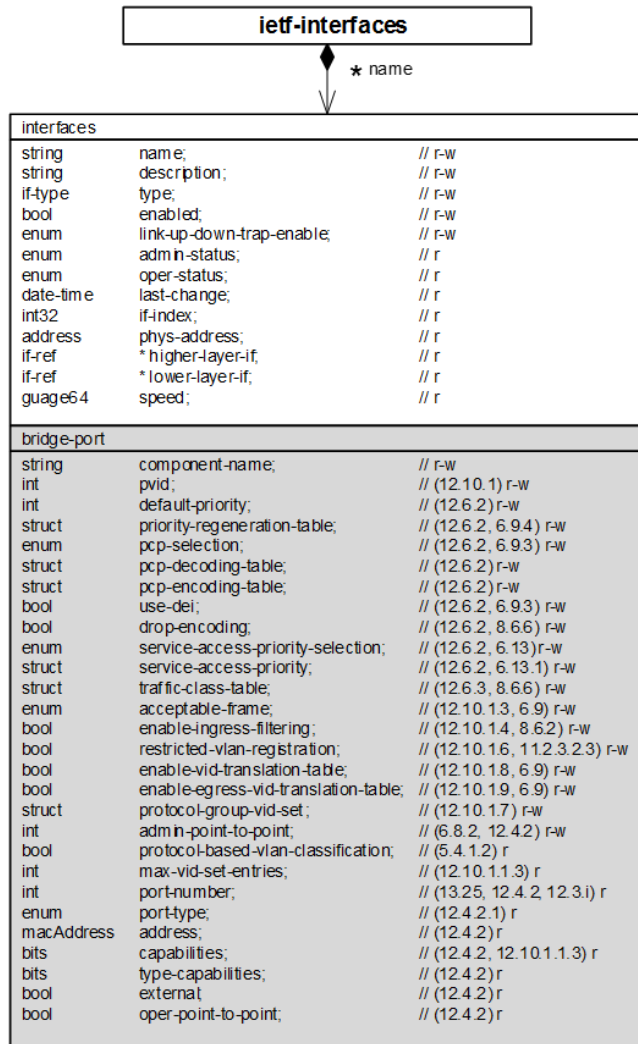 ietf-interfaces
* name
interfaces
string name; // r-w
string description; // r-w
if-type type; // r-w
bool enabled; // r-w
enum link-up-down-trap-enable; // r-w
enum admin-status; // r
enum oper-status; // r
date-time last-change; // r
int32 if-index; // r
address phys-address; // r
if-ref * higher-layer-if; // r
if-ref * lower-layer-if; // r
guage64 speed; // r
bridge-port
string component-name; // r-w
int pvid; // (12.10.1) r-w
int default-priority; // (12.6.2) r-w
struct priority-regeneration-table; // (12.6.2, 6.9.4) r-w
enum pcp-selection; // (12.6.2, 6.9.3) r-w
struct pcp-decoding-table; // (12.6.2) r-w
struct pcp-encoding-table; // (12.6.2) r-w
bool use-dei; // (12.6.2, 6.9.3) r-w
bool drop-encoding; // (12.6.2, 8.6.6) r-w
enum service-access-priority-selection; // (12.6.2, 6.13) r-w
struct service-access-priority; // (12.6.2, 6.13.1) r-w
struct traffic-class-table; // (12.6.3, 8.6.6) r-w
enum acceptable-frame; // (12.10.1.3, 6.9) r-w
bool enable-ingress-filtering; // (12.10.1.4, 8.6.2) r-w
bool restricted-vlan-registration; // (12.10.1.6, 11.2.3.2.3) r-w
bool enable-vid-translation-table; // (12.10.1.8, 6.9) r-w
bool enable-egress-vid-translation-table; // (12.10.1.9, 6.9) r-w
struct protocol-group-vid-set; // (12.10.1.7) r-w
int admin-point-to-point; // (6.8.2, 12.4.2) r-w
bool protocol-based-vlan-classification; // (5.4.1.2) r
int max-vid-set-entries; // (12.10.1.1.3) r
int port-number; // (13.25, 12.4.2, 12.3.i) r
enum port-type; // (12.4.2.1) r
macAddress address; // (12.4.2) r
bits capabilities; // (12.4.2, 12.10.1.1.3) r
bits type-capabilities; // (12.4.2) r
bool external; // (12.4.2) r
bool oper-point-to-point; // (12.4.2) r